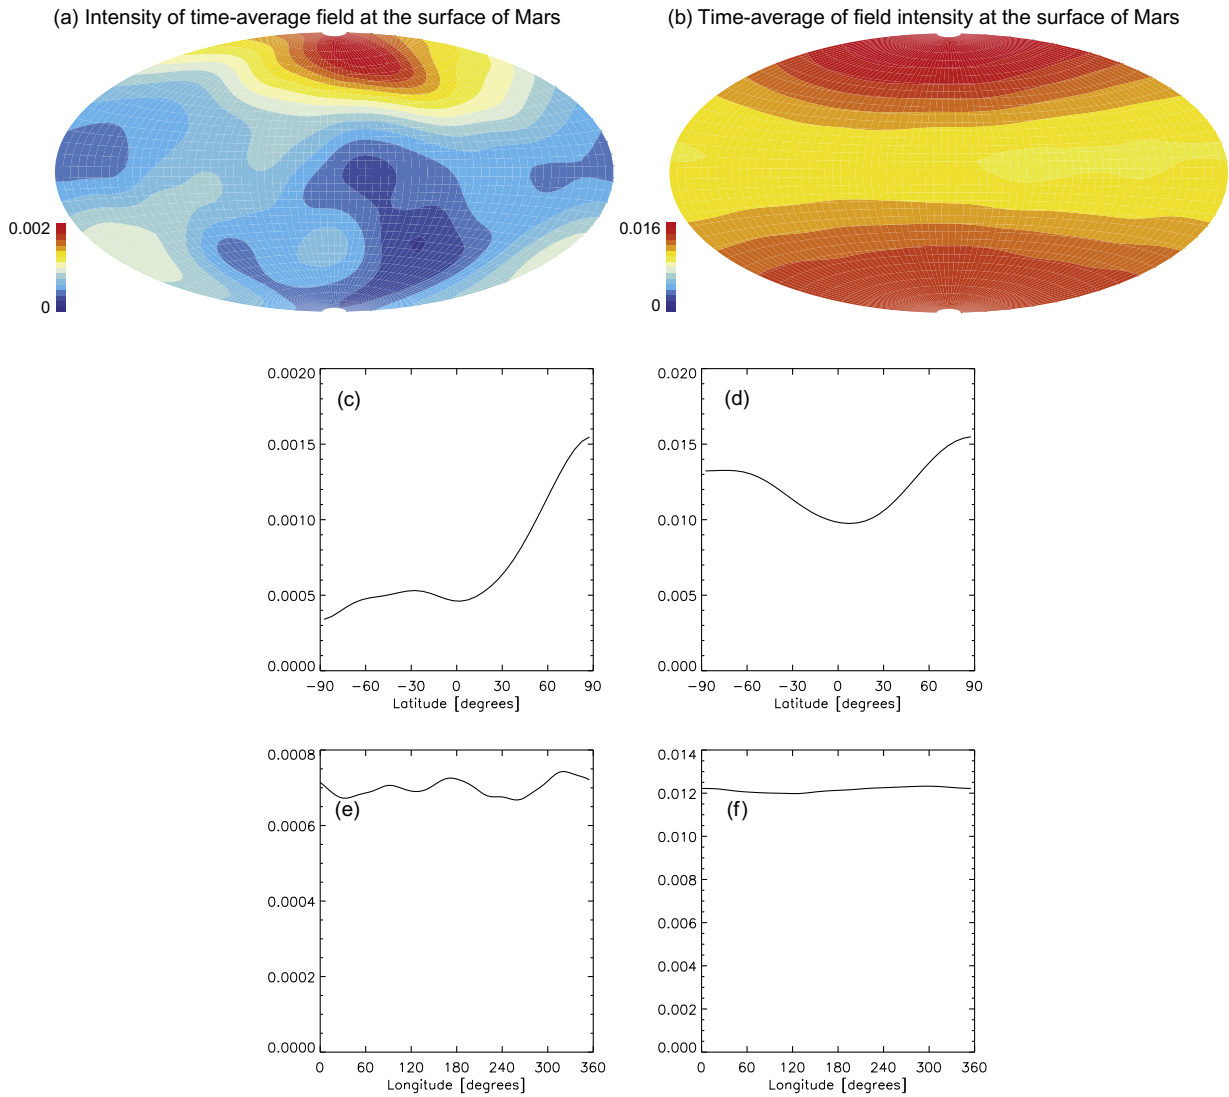 (a) Intensity of time-average field at the surface of Mars
(b) Time-average of field intensity at the surface of Mars
0.002
0
0.016
0
(c)
0.0020
0.0015
0.0010
0.0005
0.0000
−90 −60 −30 0 30 60 90
Latitude [degrees]
(d)
0.020
0.015
0.010
0.005
0.000
−90 −60 −30 0 30 60 90
Latitude [degrees]
(e)
0.0008
0.0006
0.0004
0.0002
0.0000
0 60 120 180 240 300 360
Longitude [degrees]
(f)
0.014
0.012
0.010
0.008
0.006
0.004
0.002
0.000
0 60 120 180 240 300 360
Longitude [degrees]